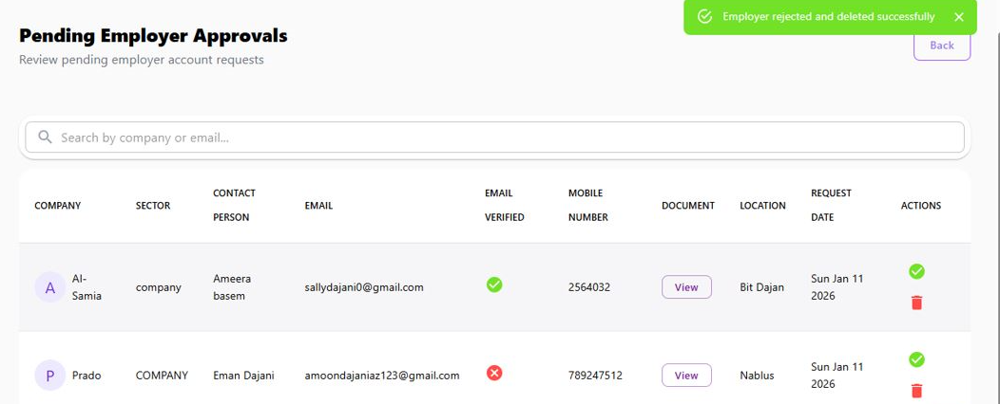 Employer rejected and deleted successfully
Pending Employer Approvals
Review pending employer account requests
Back
Search by company or email...
COMPANY SECTOR CONTACT PERSON EMAIL EMAIL VERIFIED MOBILE NUMBER DOCUMENT LOCATION REQUEST DATE ACTIONS
A Al-Samia company Ameera basem sallydajani0@gmail.com 2564032 View Bit Dajan Sun Jan 11 2026
P Prado COMPANY Eman Dajani amoondajaniaz123@gmail.com 789247512 View Nablus Sun Jan 11 2026